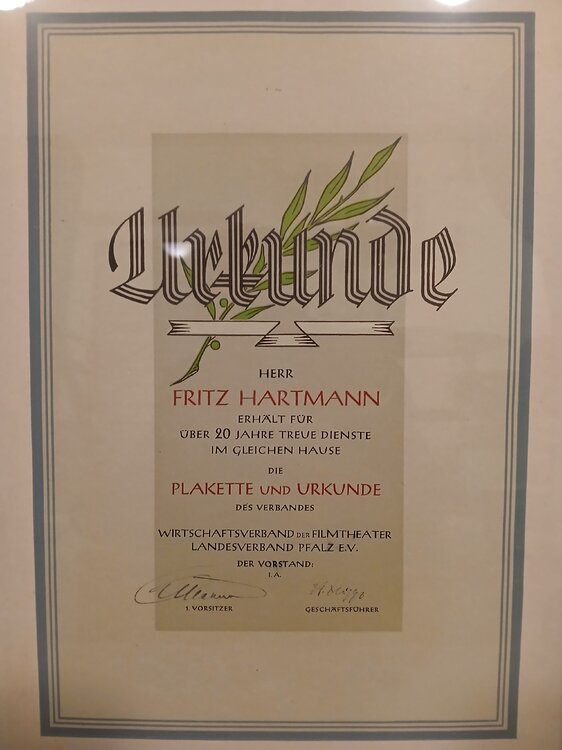 Urkunde
HERR
FRITZ HARTMANN
ERHÄLT FÜR
ÜBER 20 JAHRE TREUE DIENSTE
IM GLEICHEN HAUSE
DIE
PLAKETTE UND URKUNDE
DES VERBANDES
WIRTSCHAFTSVERBAND DER FILMTHEATER
LANDESVERBAND PFALZ E.V.
DER VORSTAND:
I.A.
1. VORSITZER GESCHÄFTSFÜHRER